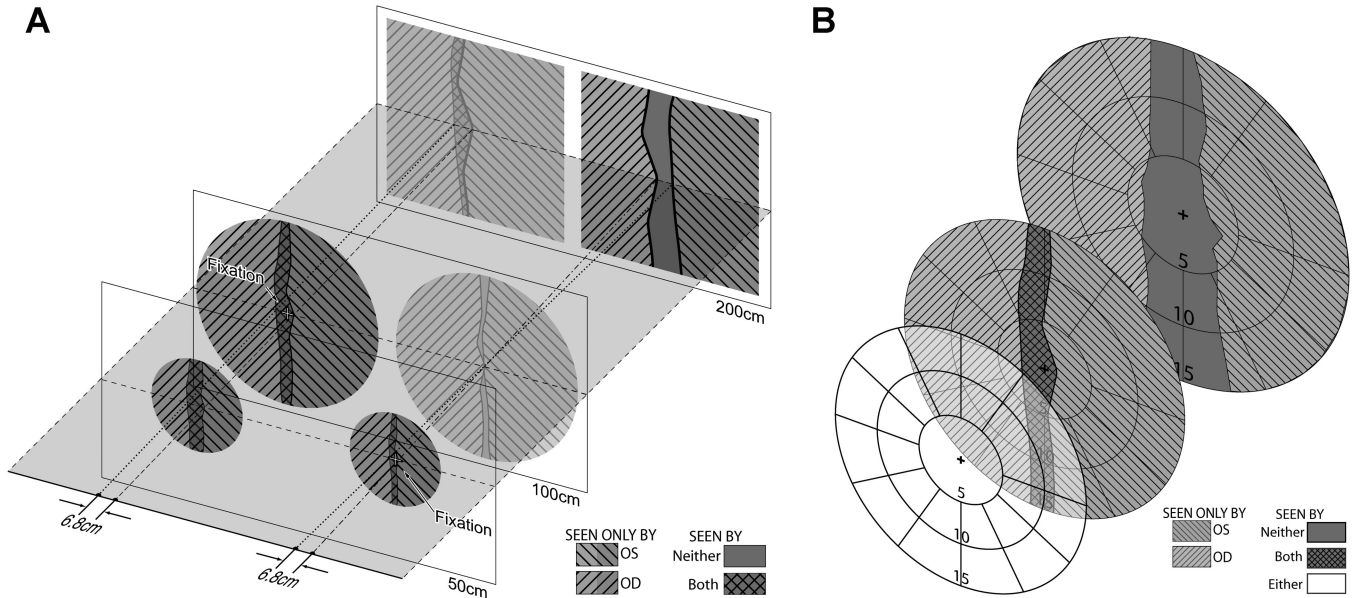 A
Fixation
200cm
100cm
Fixation
50cm
6.8cm
6.8cm
SEEN ONLY BY
OS
OD
SEEN BY
Neither
Both
B
5
10
15
5
10
15
SEEN ONLY BY
OS
OD
SEEN BY
Neither
Both
Either